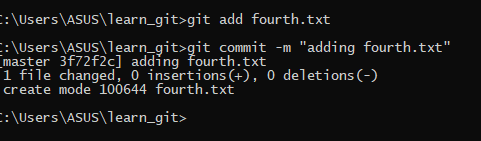 C:\Users\ASUS\learn_git>git add fourth.txt
C:\Users\ASUS\learn_git>git commit -m "adding fourth.txt"
[master 3f72f2c] adding fourth.txt
1 file changed, 0 insertions(+), 0 deletions(-)
create mode 100644 fourth.txt
C:\Users\ASUS\learn_git>